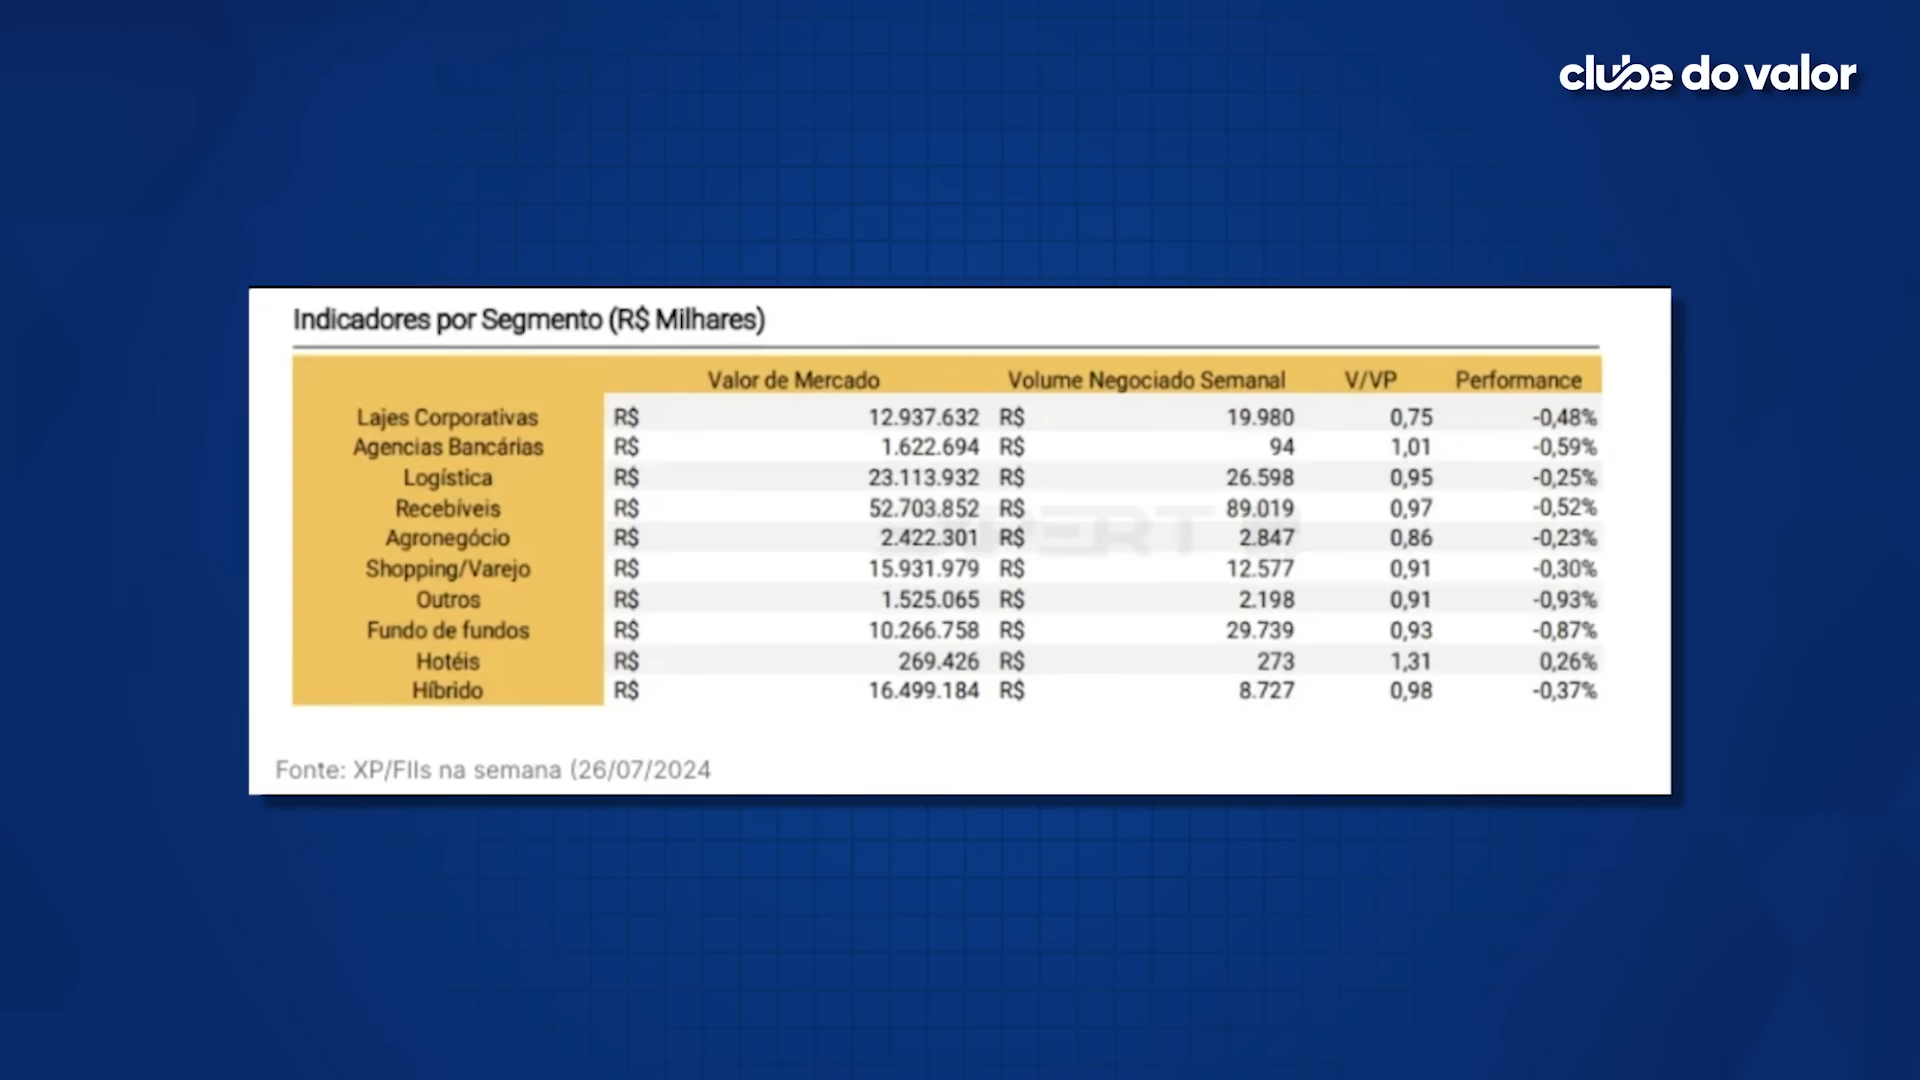 clube do valor
Indicadores por Segmento (R$ Milhares)
Valor de Mercado Volume Negociado Semanal V/VP Performance
Lajes Corporativas R$ 12.937.632 R$ 19.980 0,75 -0,48%
Agencias Bancárias R$ 1.622.694 R$ 94 1,01 -0,59%
Logística R$ 23.113.932 R$ 26.598 0,95 -0,25%
Recebíveis R$ 52.703.852 R$ 89.019 0,97 -0,52%
Agronegócio R$ 2.422.301 R$ 2.847 0,86 -0,23%
Shopping/Varejo R$ 15.931.979 R$ 12.577 0,91 -0,30%
Outros R$ 1.525.065 R$ 2.198 0,91 -0,93%
Fundo de fundos R$ 10.266.758 R$ 29.739 0,93 -0,87%
Hotéis R$ 269.426 R$ 273 1,31 0,26%
Híbrido R$ 16.499.184 R$ 8.727 0,98 -0,37%
Fonte: XP/FIIs na semana (26/07/2024